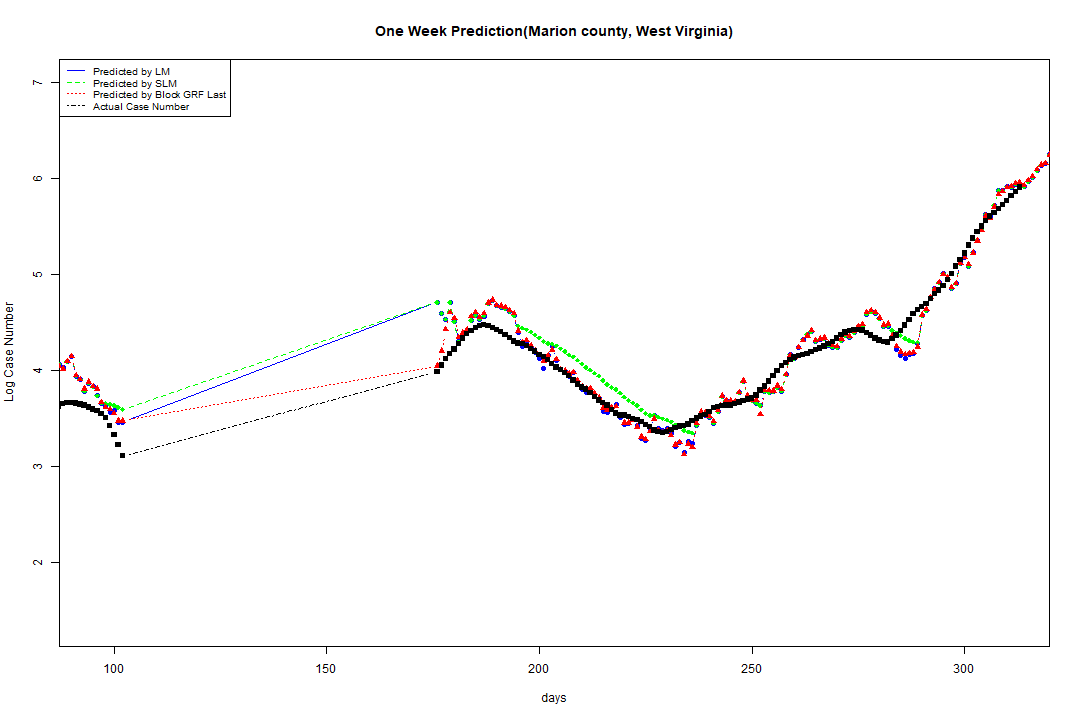 One Week Prediction(Marion county, West Virginia)
Predicted by LM
Predicted by SLM
Predicted by Block GRF Last
Actual Case Number
7
6
5
4
3
2
Log Case Number
100 150 200 250 300
days